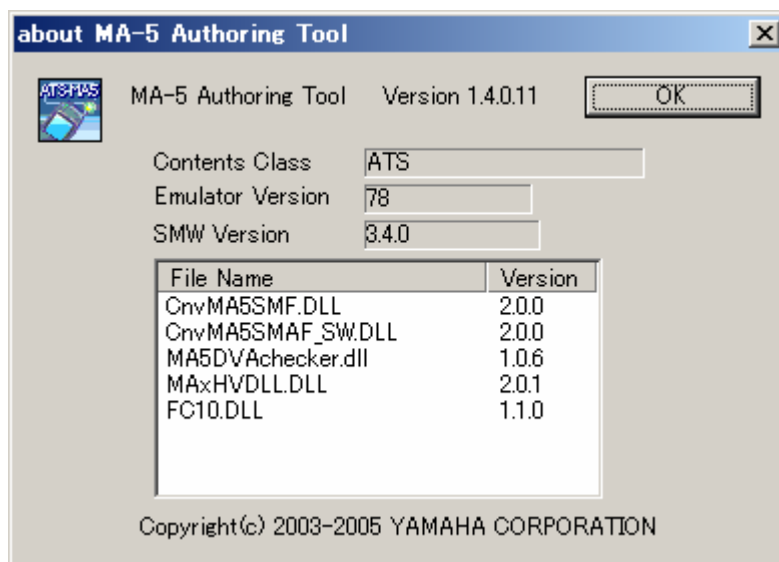 about MA-5 Authoring Tool
ATS-MA5
MA-5 Authoring Tool Version 1.4.0.11 OK
Contents Class ATS
Emulator Version 78
SMW Version 3.4.0
File Name Version
CnvMA5SMF.DLL 2.0.0
CnvMA5SMAF_SW.DLL 2.0.0
MA5DVAchecker.dll 1.0.6
MAxHVDLL.DLL 2.0.1
FC10.DLL 1.1.0
Copyright(c) 2003-2005 YAMAHA CORPORATION